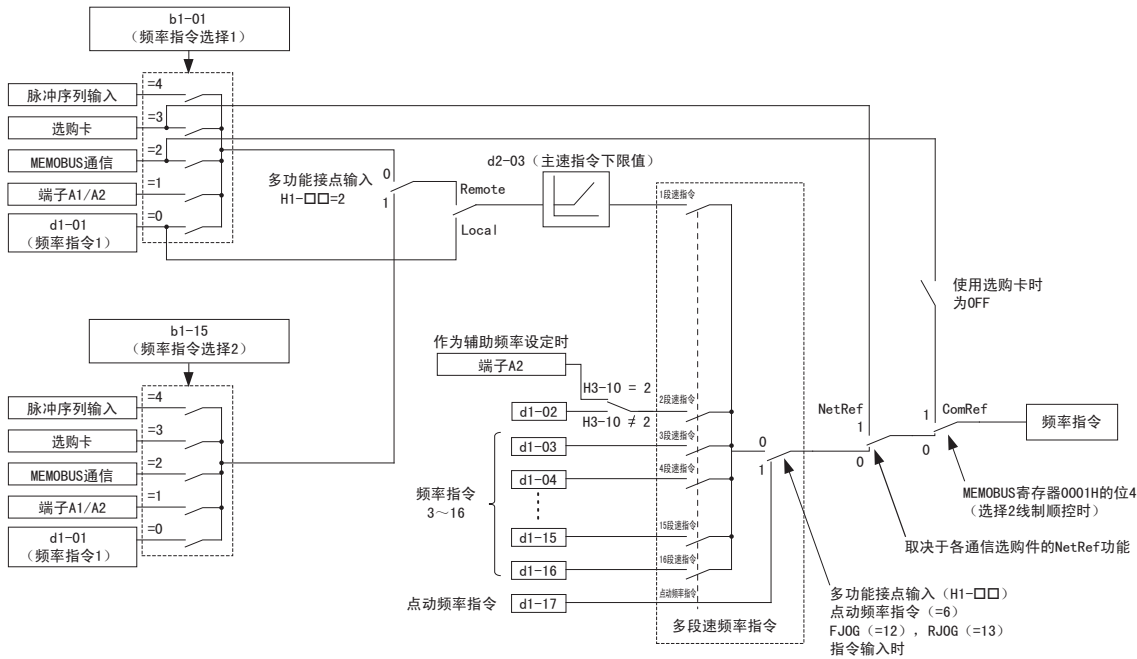 b1-01
（频率指令选择1）
脉冲序列输入
=4
选购卡
=3
MEMOBUS通信
=2
端子A1/A2
=1
d1-01
（频率指令1）
=0
多功能接点输入
H1-□□=2
0
1
Remote
Local
d2-03（主速指令下限值）
1段速指令
使用选购卡时
为OFF
b1-15
（频率指令选择2）
脉冲序列输入
=4
选购卡
=3
MEMOBUS通信
=2
端子A1/A2
=1
d1-01
（频率指令1）
=0
作为辅助频率设定时
端子A2
H3-10 = 2
d1-02
H3-10 ≠ 2
2段速指令
d1-03
3段速指令
d1-04
4段速指令
频率指令
3～16
d1-15
15段速指令
d1-16
16段速指令
点动频率指令
d1-17
点动频率指令
多段速频率指令
0
1
NetRef
1
0
ComRef
1
0
频率指令
MEMOBUS寄存器0001H的位4
（选择2线制顺控时）
取决于各通信选购件的NetRef功能
多功能接点输入（H1-□□）
点动频率指令（=6）
FJOG（=12），RJOG（=13）
指令输入时